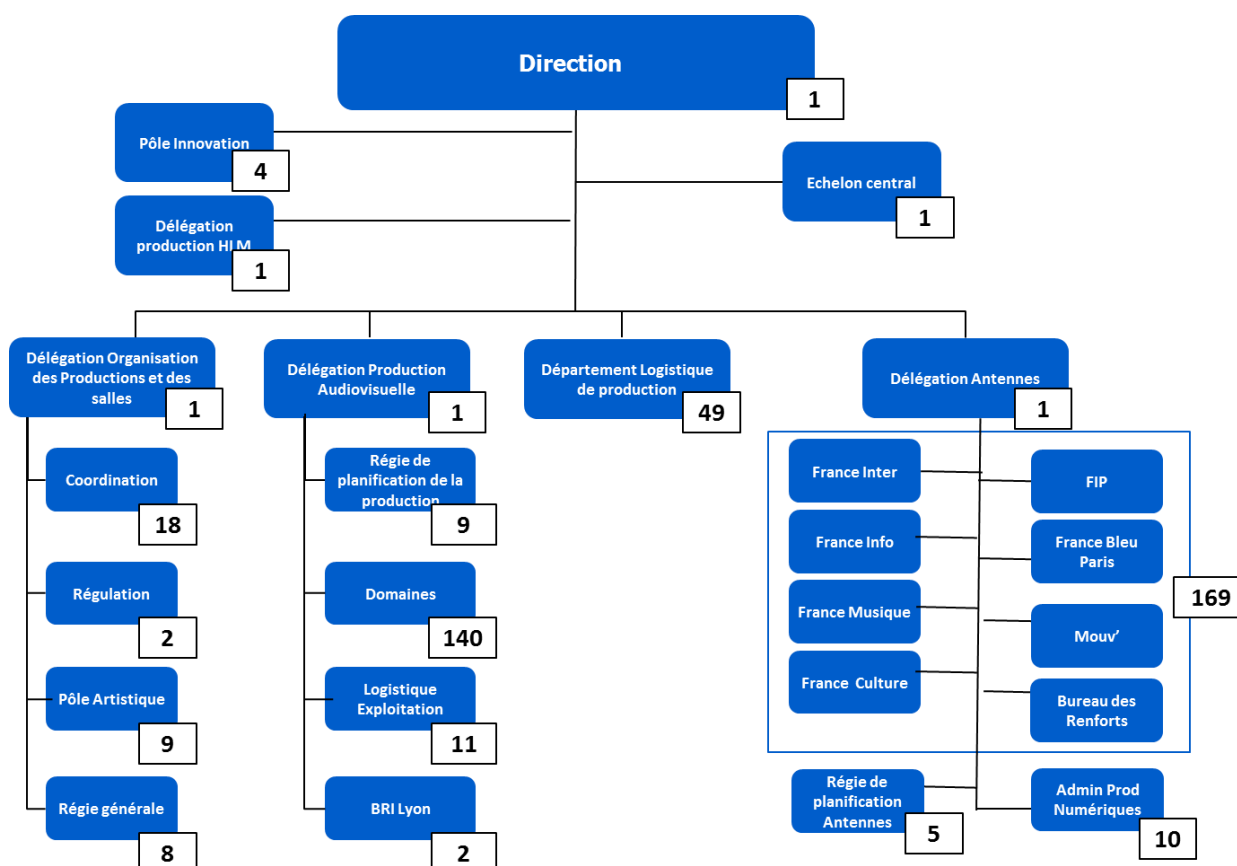 Direction
1
Pôle Innovation
4
Echelon central
1
Délégation
production HLM
1
Délégation Organisation
des Productions et des
salles
1
Délégation Production
Audiovisuelle
1
Département Logistique
de production
49
Délégation Antennes
1
Coordination
18
Régulation
2
Pôle Artistique
9
Régie générale
8
Régie de
planification de la
production
9
Domaines
140
Logistique
Exploitation
11
BRI Lyon
2
France Inter
FIP
France Info
France Bleu
Paris
France Musique
Mouv’
France  Culture
Bureau des
Renforts
169
Régie de
planification
Antennes
5
Admin Prod
Numériques
10